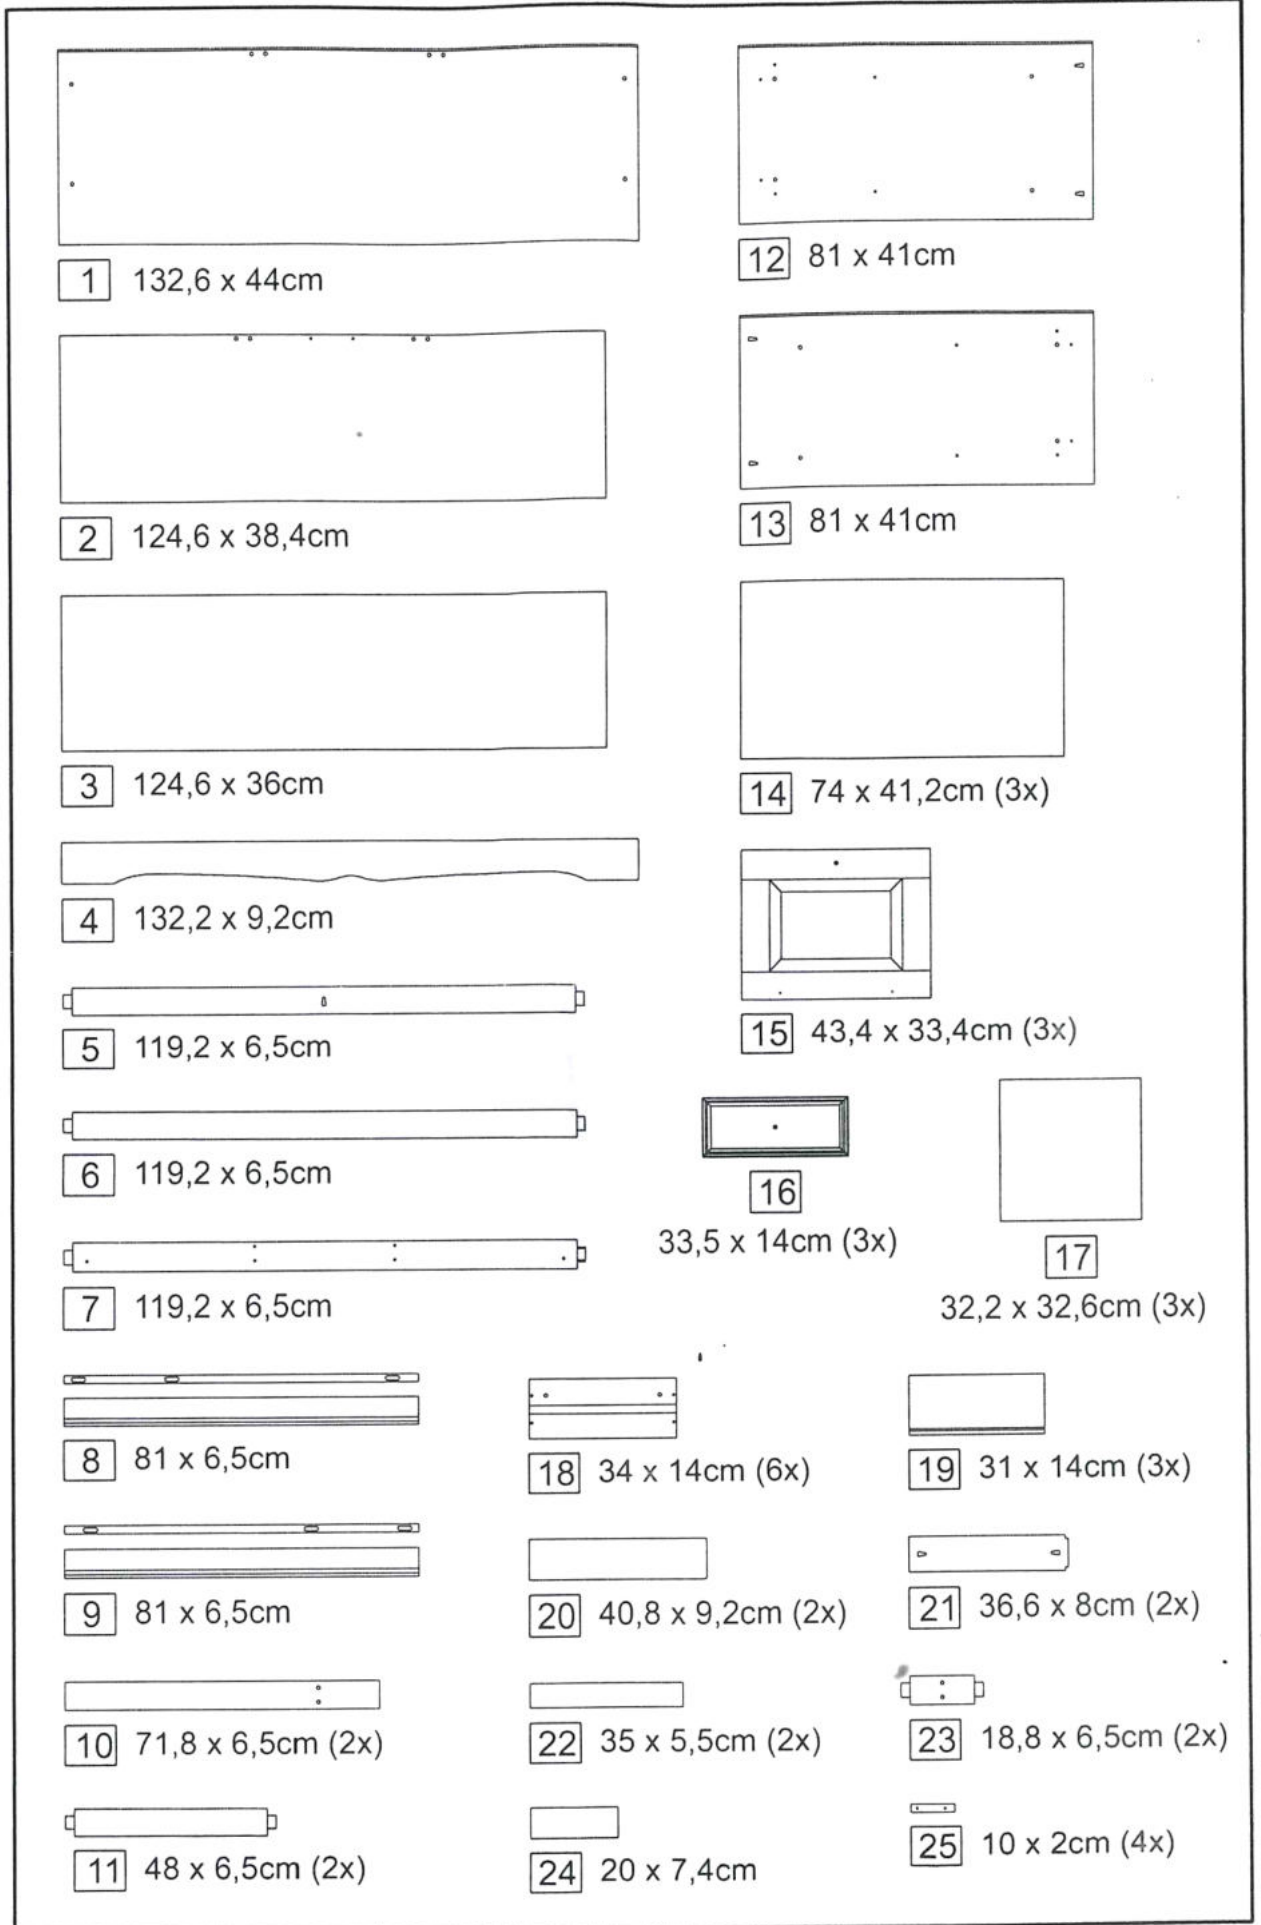 1 132,6 x 44cm
2 124,6 x 38,4cm
3 124,6 x 36cm
4 132,2 x 9,2cm
5 119,2 x 6,5cm
6 119,2 x 6,5cm
7 119,2 x 6,5cm
12 81 x 41cm
13 81 x 41cm
14 74 x 41,2cm (3x)
15 43,4 x 33,4cm (3x)
16
33,5 x 14cm (3x)
17
32,2 x 32,6cm (3x)
8 81 x 6,5cm
9 81 x 6,5cm
10 71,8 x 6,5cm (2x)
11 48 x 6,5cm (2x)
18 34 x 14cm (6x)
20 40,8 x 9,2cm (2x)
22 35 x 5,5cm (2x)
24 20 x 7,4cm
19 31 x 14cm (3x)
21 36,6 x 8cm (2x)
23 18,8 x 6,5cm (2x)
25 10 x 2cm (4x)